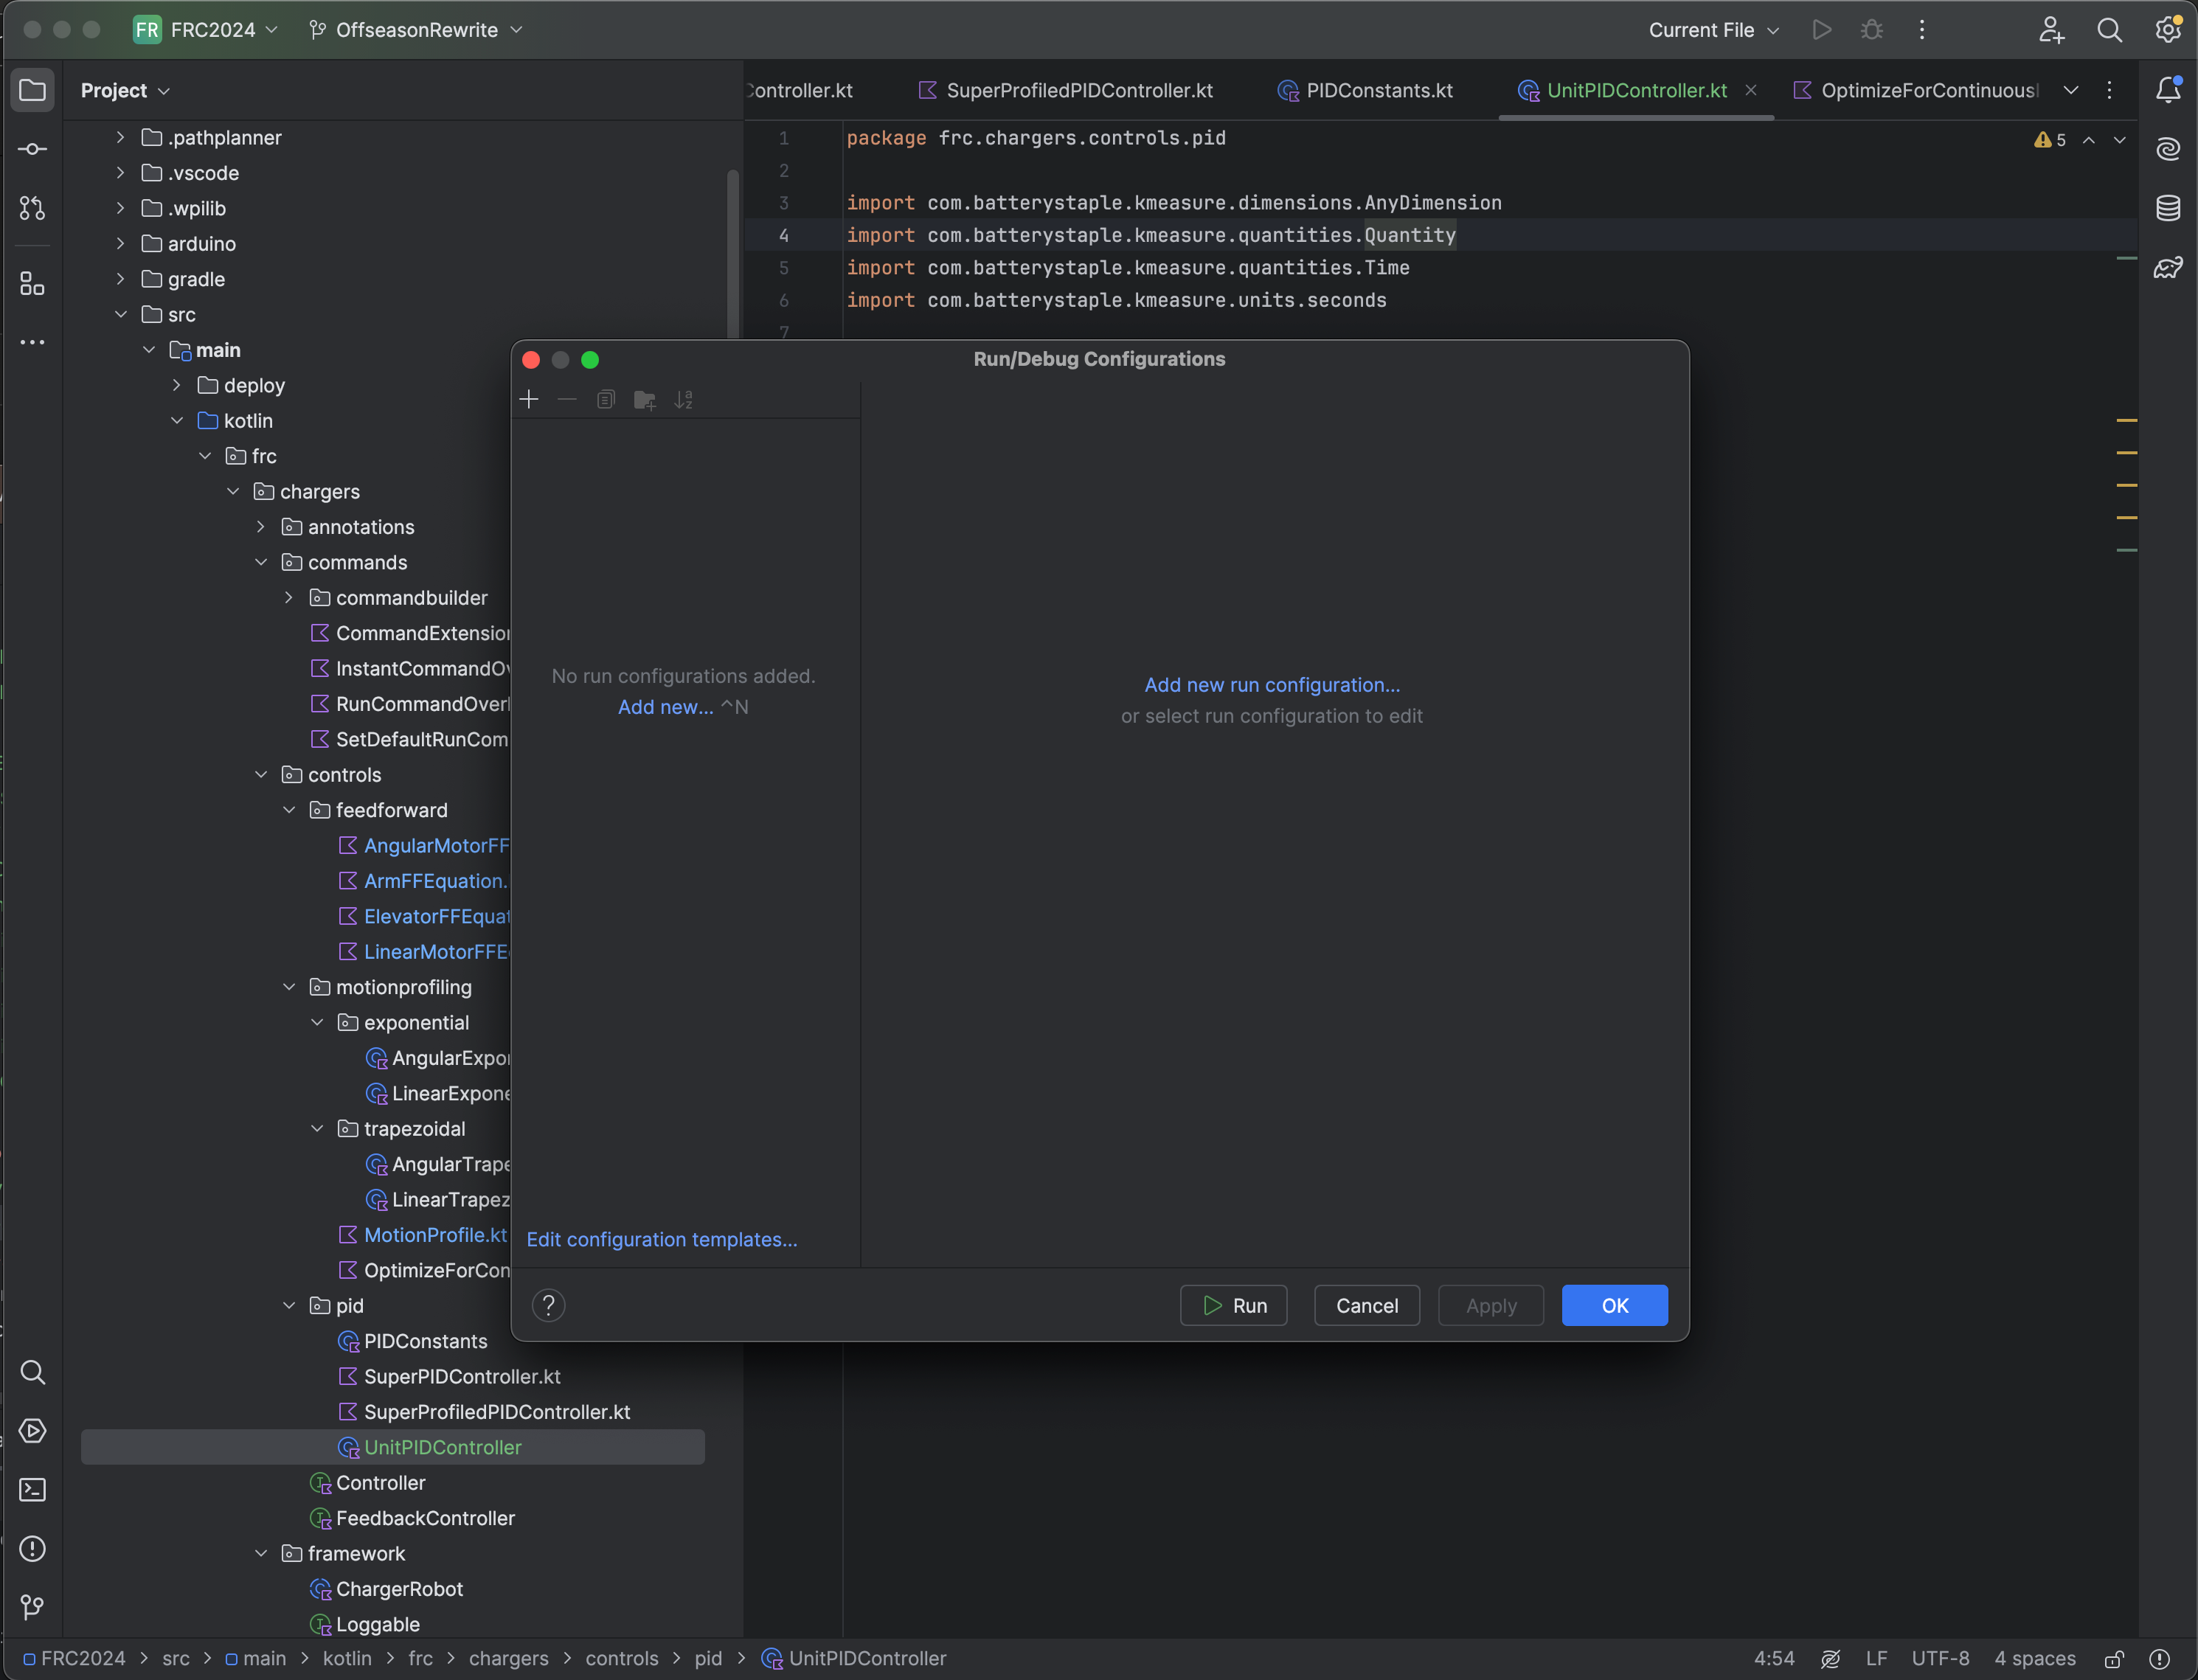 FR FRC2024 OffseasonRewrite Current File
Project
.pathplanner
.vscode
.wpilib
arduino
gradle
src
main
deploy
kotlin
frc
chargers
annotations
commands
commandbuilder
CommandExtension
InstantCommandOv
RunCommandOverl
SetDefaultRunCom
controls
feedforward
AngularMotorFF
ArmFFEquation.
ElevatorFFEquat
LinearMotorFFE
motionprofiling
exponential
AngularExpon
LinearExpone
trapezoidal
AngularTrape
LinearTrapez
MotionProfile.kt
OptimizeForCon
pid
PIDConstants
SuperPIDController.kt
SuperProfiledPIDController.kt
UnitPIDController
Controller
FeedbackController
framework
ChargerRobot
Loggable
Controller.kt SuperProfiledPIDController.kt PIDConstants.kt UnitPIDController.kt OptimizeForContinuousI
1 package frc.chargers.controls.pid
5
2
3 import com.batterystaple.kmeasure.dimensions.AnyDimension
4 import com.batterystaple.kmeasure.quantities.Quantity
5 import com.batterystaple.kmeasure.quantities.Time
6 import com.batterystaple.kmeasure.units.seconds
7
Run/Debug Configurations
No run configurations added.
Add new... ^N
Add new run configuration...
or select run configuration to edit
Edit configuration templates...
? Run Cancel Apply OK
FRC2024 > src > main > kotlin > frc > chargers > controls > pid > UnitPIDController
4:54 LF UTF-8 4 spaces